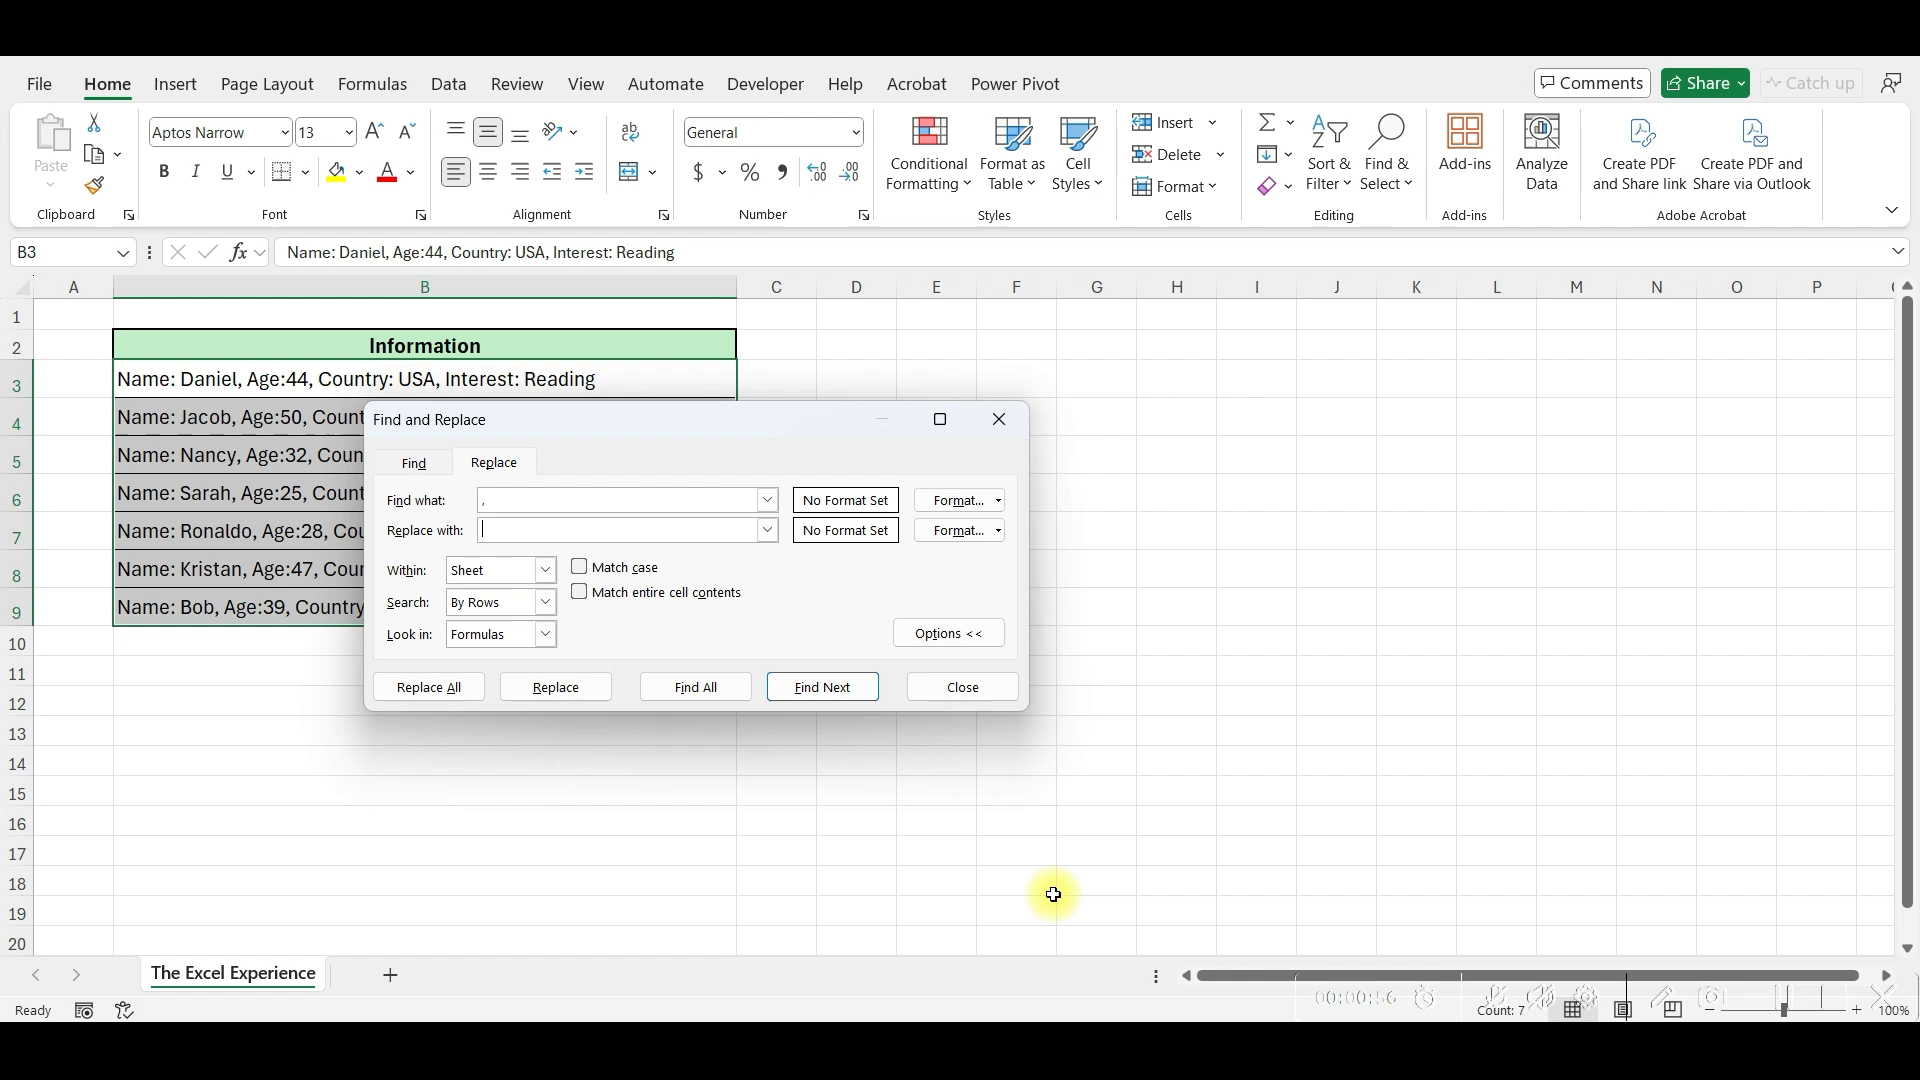 File Home Insert Page Layout Formulas Data Review View Automate Developer Help Acrobat Power Pivot Comments Share Catch up
Paste
Clipboard
Aptos Narrow 13
B I U A
Font
ab
Alignment
General
$ % .00
Number
Conditional Formatting
Format as Table
Cell Styles
Styles
Insert
Delete
Format
Cells
Sort & Filter
Find & Select
Editing
Add-ins
Add-ins
Analyze Data
Create PDF and Share link
Create PDF and Share via Outlook
Adobe Acrobat
B3 fx Name: Daniel, Age:44, Country: USA, Interest: Reading
A B C D E F G H I J K L M N O P
1
2 Information
3 Name: Daniel, Age:44, Country: USA, Interest: Reading
4 Name: Jacob, Age:50, Count
5 Name: Nancy, Age:32, Coun
6 Name: Sarah, Age:25, Count
7 Name: Ronaldo, Age:28, Cou
8 Name: Kristan, Age:47, Cour
9 Name: Bob, Age:39, Country
10
11
12
13
14
15
16
17
18
19
20
Find and Replace
Find Replace
Find what: , No Format Set Format...
Replace with: No Format Set Format...
Within: Sheet Match case
Search: By Rows Match entire cell contents
Look in: Formulas Options <<
Replace All Replace Find All Find Next Close
The Excel Experience
00:00:56
Ready Count: 7 100%